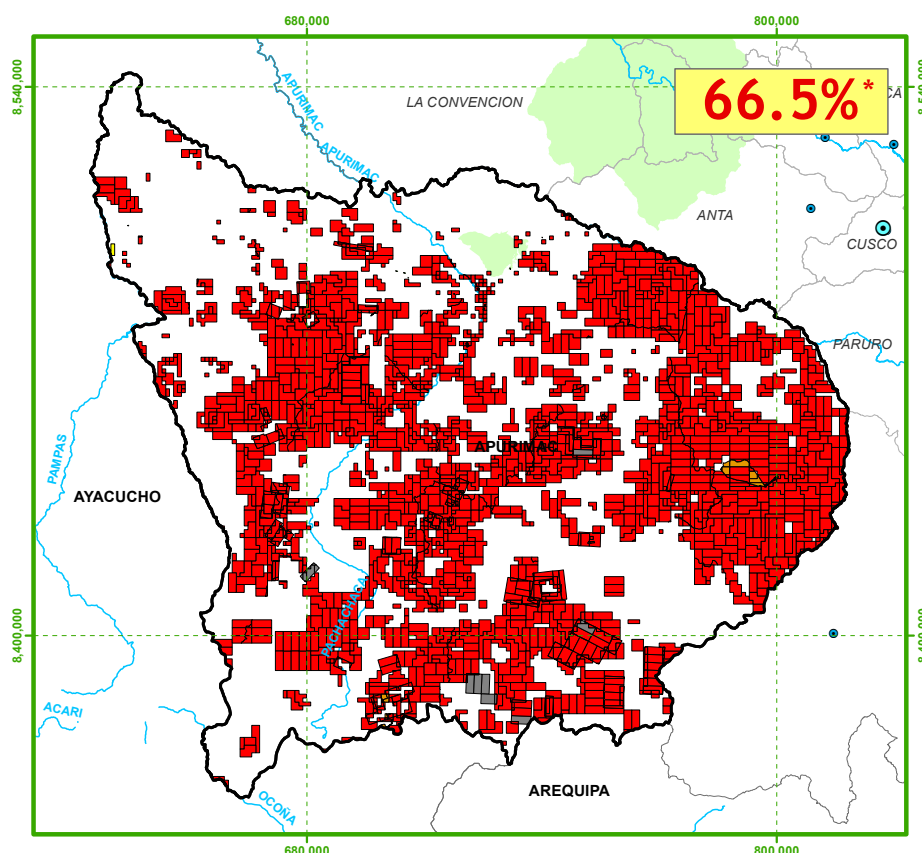 680,000
800,000
8,540,000
APURIMAC
LA CONVENCION
66.5%*
APURIMAC
ANTA
CUSCO
PARURO
PAMPAS
APURIMAC
AYACUCHO
PACHACHACA
8,400,000
ACARI
AREQUIPA
OCOÑA
680,000
800,000